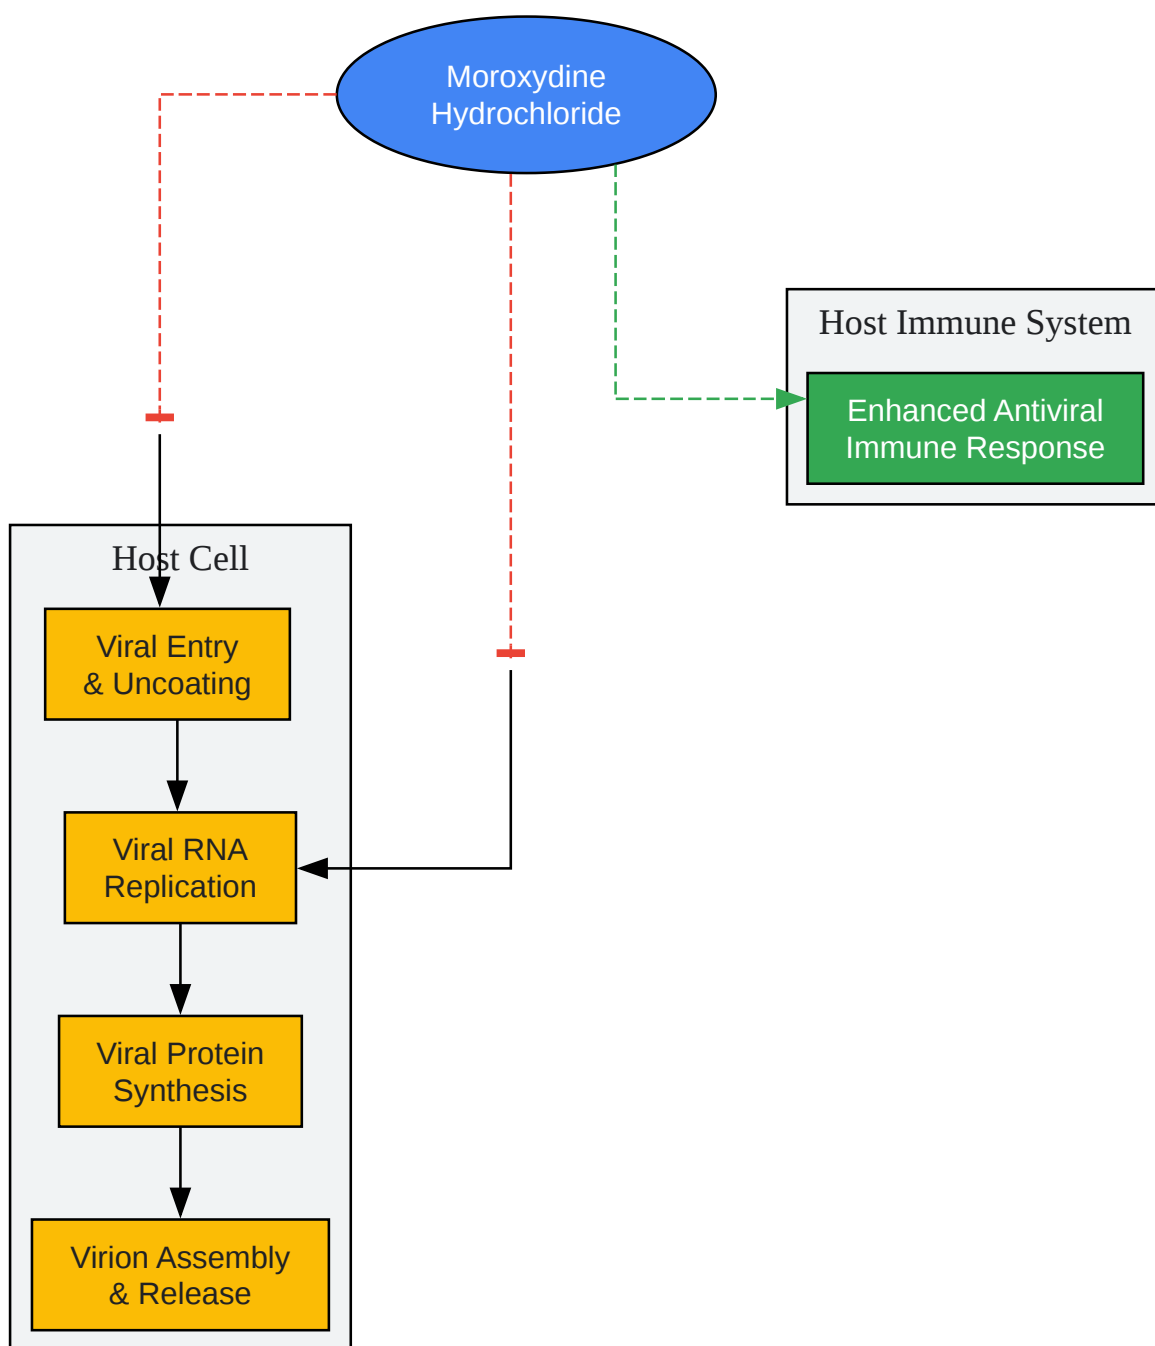 Moroxydine
Hydrochloride
Host Immune System
Enhanced Antiviral
Immune Response
Host Cell
Viral Entry
& Uncoating
Viral RNA
Replication
Viral Protein
Synthesis
Virion Assembly
& Release